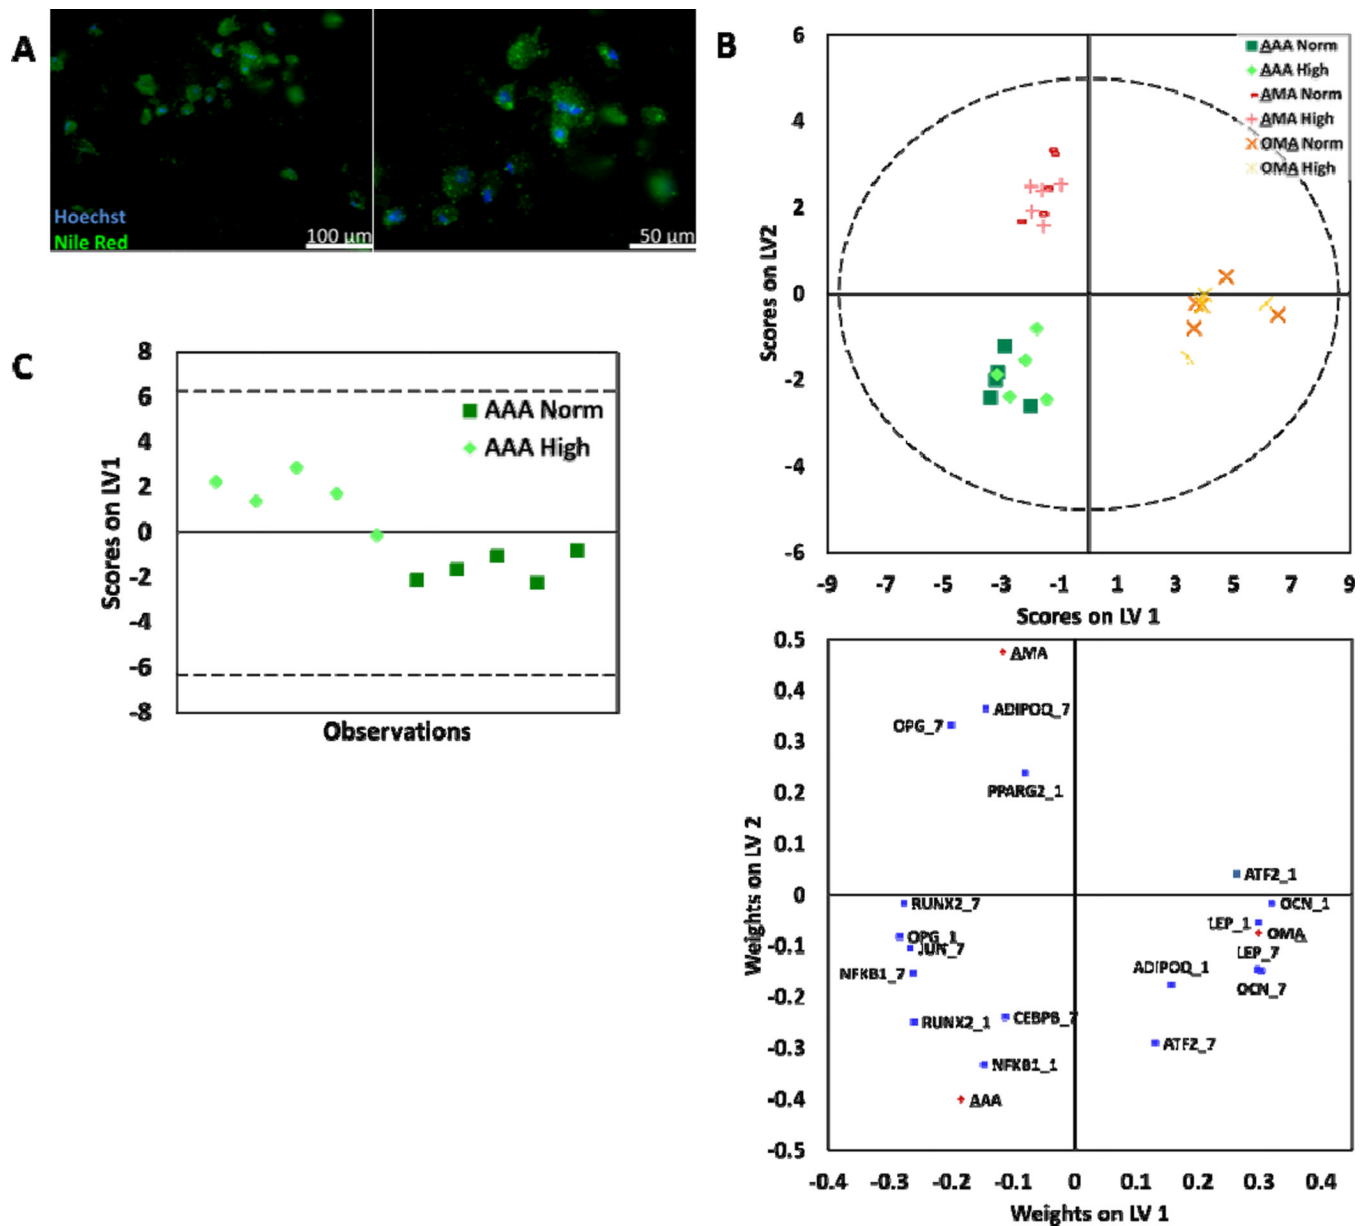 A
Hoechst
Nile Red
100 µm
50 µm
B
6
4
2
0
-2
-4
-6
Scores on LV2
AAA Norm
AAA High
AMA Norm
AMA High
OMA Norm
OMA High
-9 -7 -5 -3 -1 1 3 5 7 9
Scores on LV 1
C
8
6
4
2
0
-2
-4
-6
-8
Scores on LV1
AAA Norm
AAA High
Observations
0.5
0.4
0.3
0.2
0.1
0
-0.1
-0.2
-0.3
-0.4
-0.5
Weights on LV 2
AMA
ADIPOQ_7
OPG_7
PPARG2_1
ATF2_1
RUNX2_7
OCN_1
LEP_1
OMA
OPG_1
JUN_7
LEP_7
NFKB1_7
ADIPOQ_1
OCN_7
RUNX2_1
CEBPB_7
ATF2_7
NFKB1_1
AAA
-0.4 -0.3 -0.2 -0.1 0 0.1 0.2 0.3 0.4
Weights on LV 1